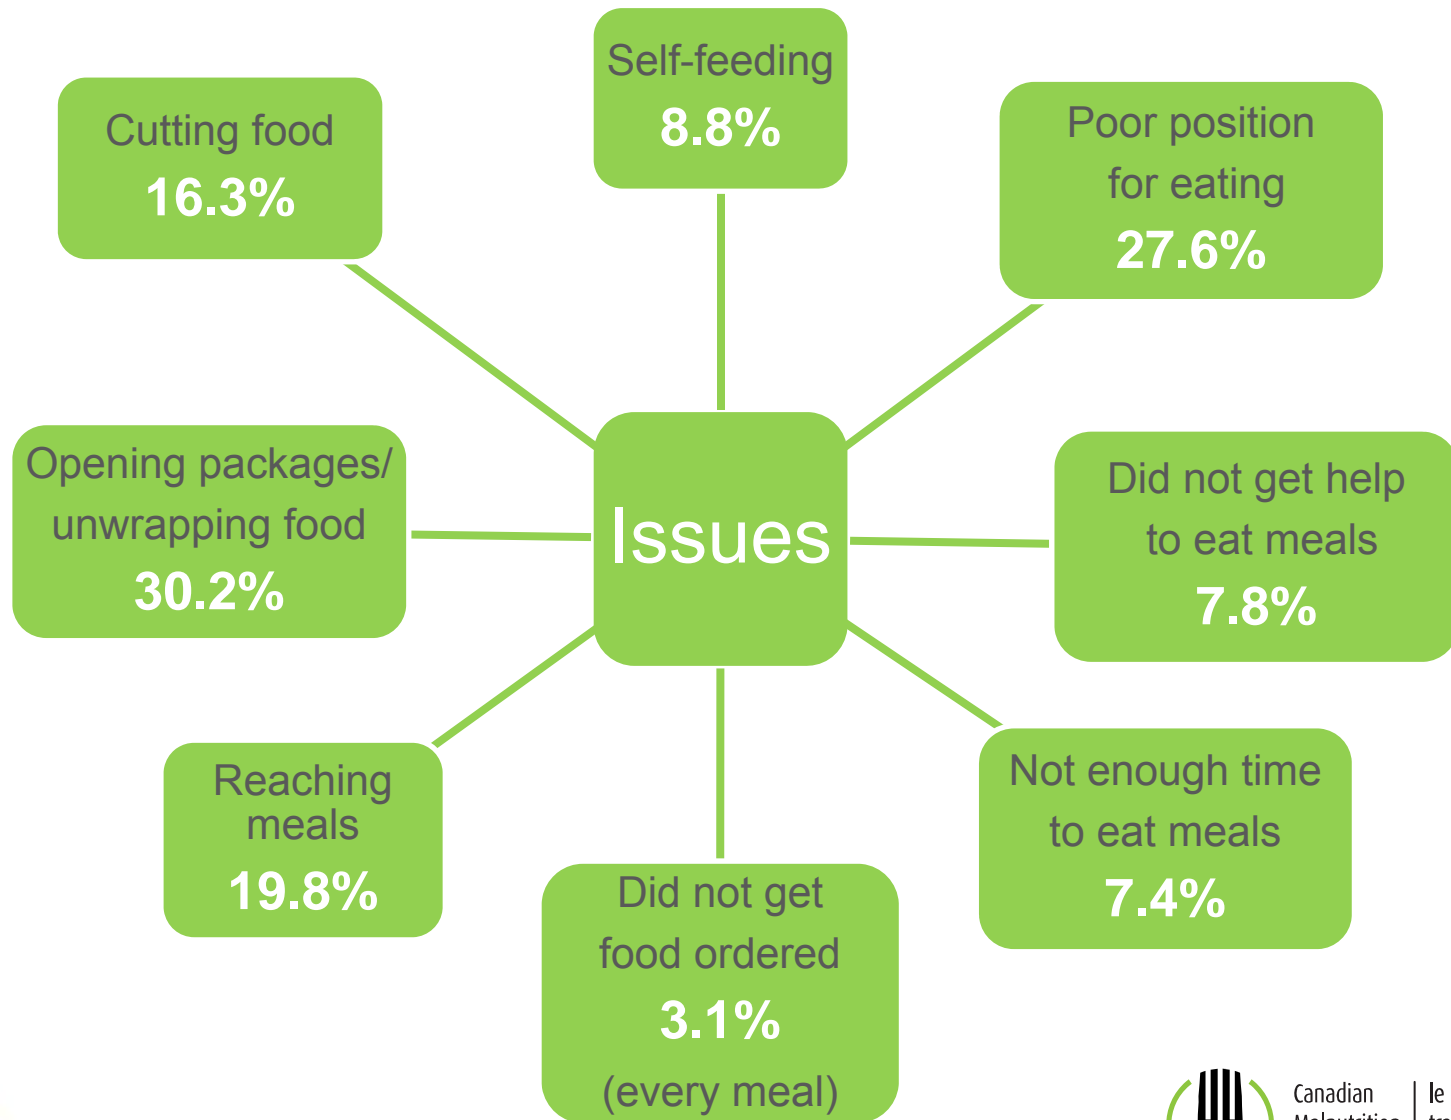 Self-feeding
8.8%
Cutting food
16.3%
Poor position
for eating
27.6%
Opening packages/
unwrapping food
30.2%
Issues
Did not get help
to eat meals
7.8%
Reaching
meals
19.8%
Not enough time
to eat meals
7.4%
Did not get
food ordered
3.1%
(every meal)
Canadian
le